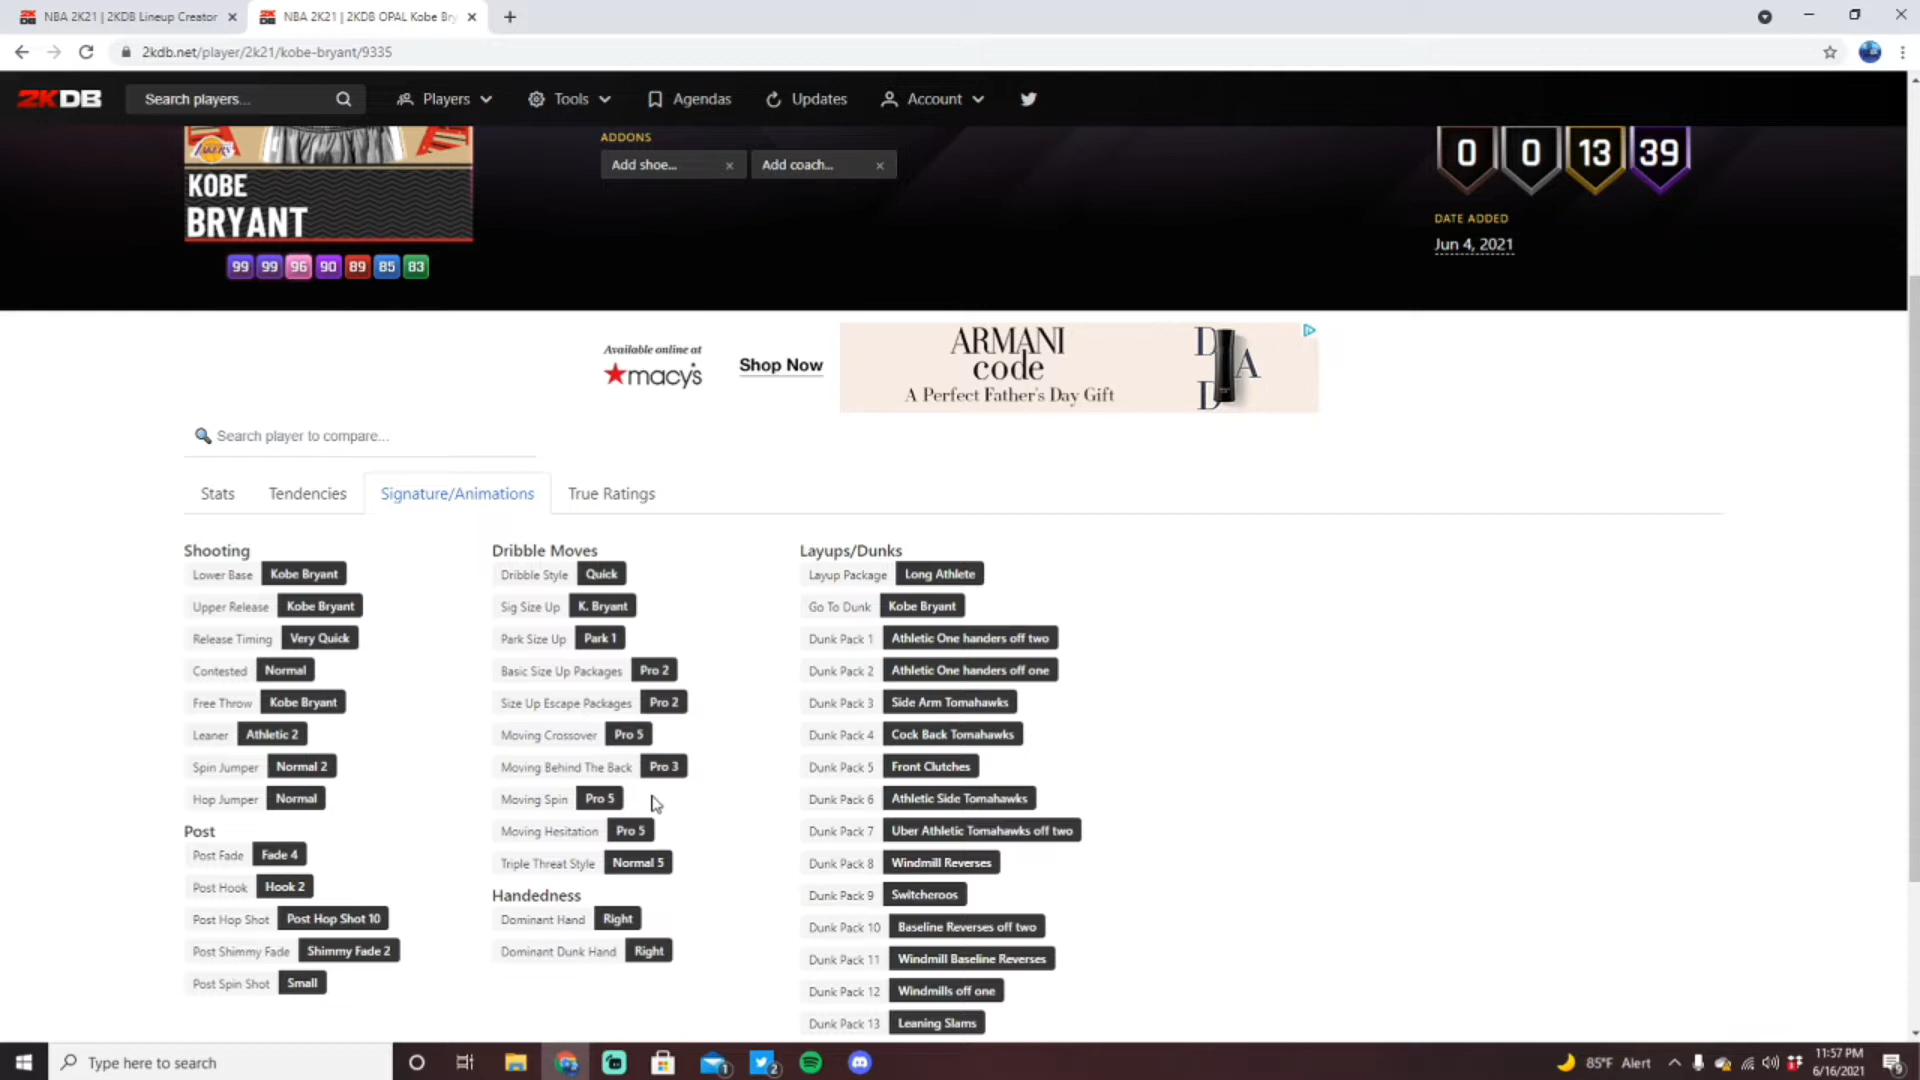 NBA 2K21 | 2KDB Lineup Creator
NBA 2K21 | 2KDB OPAL Kobe Bry
2kdb.net/player/2k21/kobe-bryant/9335
2KDB
Search players...
Players
Tools
Agendas
Updates
Account
LAKERS
KOBE
BRYANT
99 99 96 90 89 85 83
ADDONS
Add shoe... ×
Add coach... ×
0 0 13 39
DATE ADDED
Jun 4, 2021
Available online at
macy's
Shop Now
ARMANI
code
A Perfect Father's Day Gift
Search player to compare...
Stats
Tendencies
Signature/Animations
True Ratings
Shooting
Lower Base Kobe Bryant
Upper Release Kobe Bryant
Release Timing Very Quick
Contested Normal
Free Throw Kobe Bryant
Leaner Athletic 2
Spin Jumper Normal 2
Hop Jumper Normal
Post
Post Fade Fade 4
Post Hook Hook 2
Post Hop Shot Post Hop Shot 10
Post Shimmy Fade Shimmy Fade 2
Post Spin Shot Small
Dribble Moves
Dribble Style Quick
Sig Size Up K. Bryant
Park Size Up Park 1
Basic Size Up Packages Pro 2
Size Up Escape Packages Pro 2
Moving Crossover Pro 5
Moving Behind The Back Pro 3
Moving Spin Pro 5
Moving Hesitation Pro 5
Triple Threat Style Normal 5
Handedness
Dominant Hand Right
Dominant Dunk Hand Right
Layups/Dunks
Layup Package Long Athlete
Go To Dunk Kobe Bryant
Dunk Pack 1 Athletic One handers off two
Dunk Pack 2 Athletic One handers off one
Dunk Pack 3 Side Arm Tomahawks
Dunk Pack 4 Cock Back Tomahawks
Dunk Pack 5 Front Clutches
Dunk Pack 6 Athletic Side Tomahawks
Dunk Pack 7 Uber Athletic Tomahawks off two
Dunk Pack 8 Windmill Reverses
Dunk Pack 9 Switcheroos
Dunk Pack 10 Baseline Reverses off two
Dunk Pack 11 Windmill Baseline Reverses
Dunk Pack 12 Windmills off one
Dunk Pack 13 Leaning Slams
Type here to search
1
2
85°F Alert
11:57 PM
6/16/2021